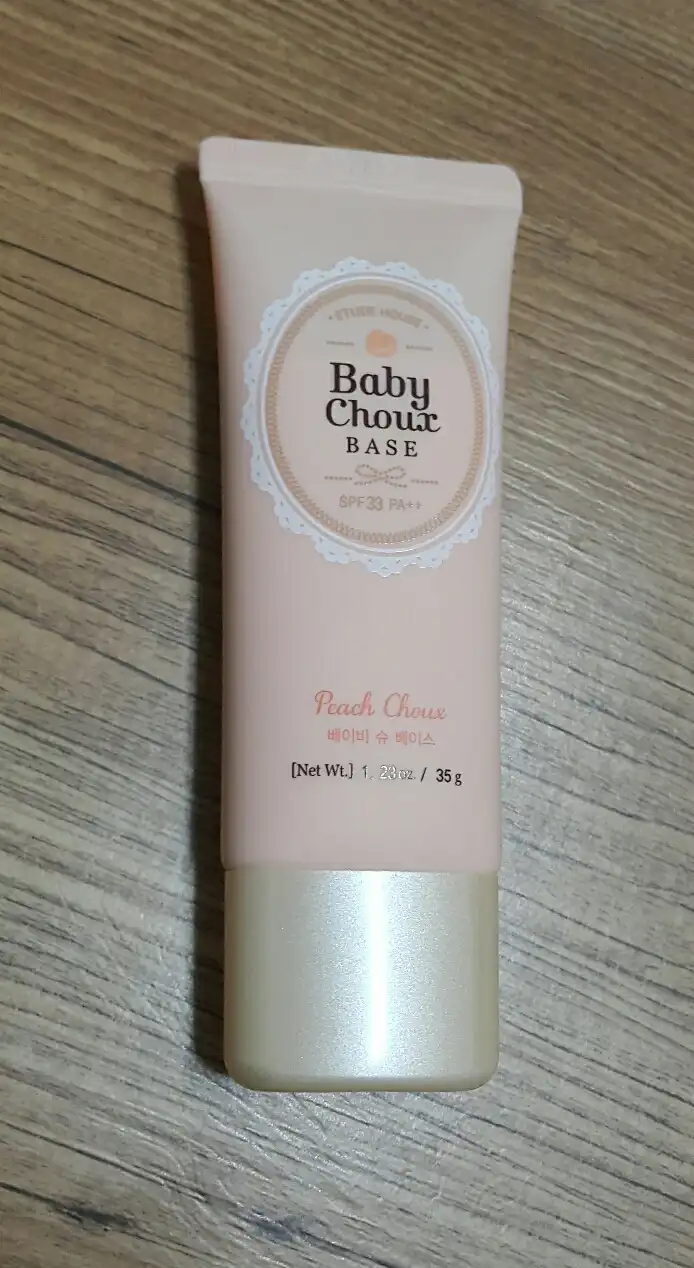 • ETUDE HOUSE •
Baby
Choux
BASE
SPF33 PA++
Peach Choux
베이비 슈 베이스
[Net Wt.] 1. 23oz. / 35g